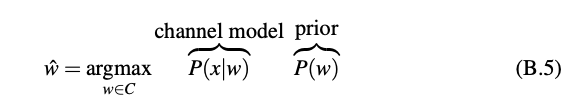 channel model prior
ŵ = argmax P(x|w) P(w) (B.5)
w∈C